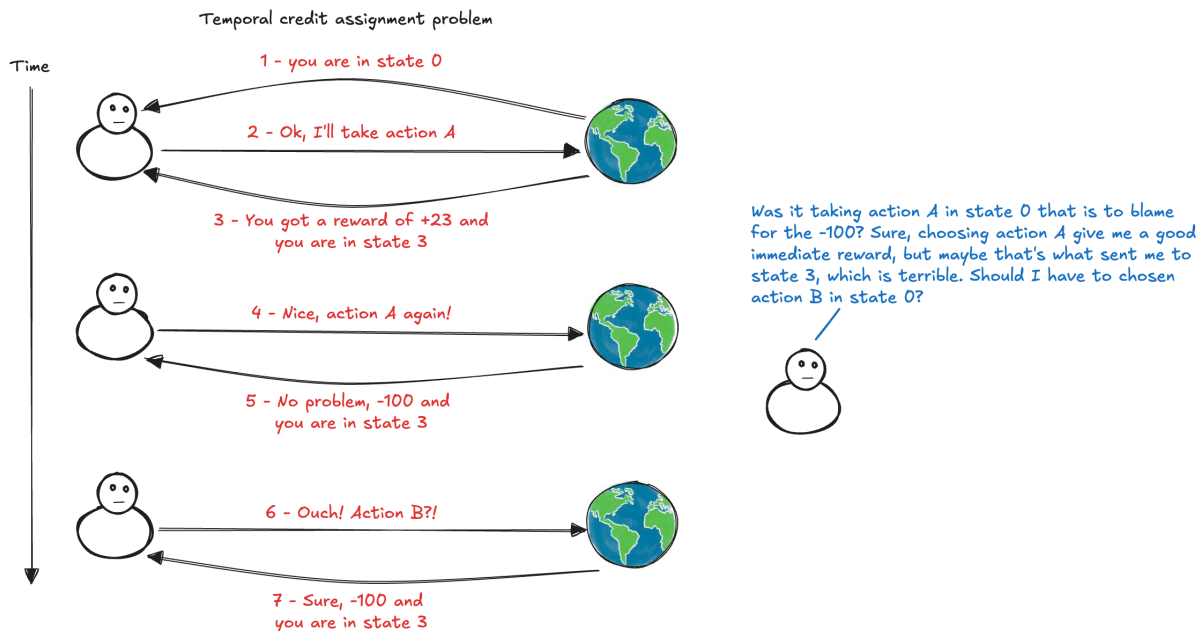 Temporal credit assignment problem
Time
1 - you are in state 0
2 - Ok, I'll take action A
3 - You got a reward of +23 and
you are in state 3
4 - Nice, action A again!
5 - No problem, -100 and
you are in state 3
6 - Ouch! Action B?!
7 - Sure, -100 and
you are in state 3
Was it taking action A in state 0 that is to blame
for the -100? Sure, choosing action A give me a good
immediate reward, but maybe that's what sent me to
state 3, which is terrible. Should I have to chosen
action B in state 0?